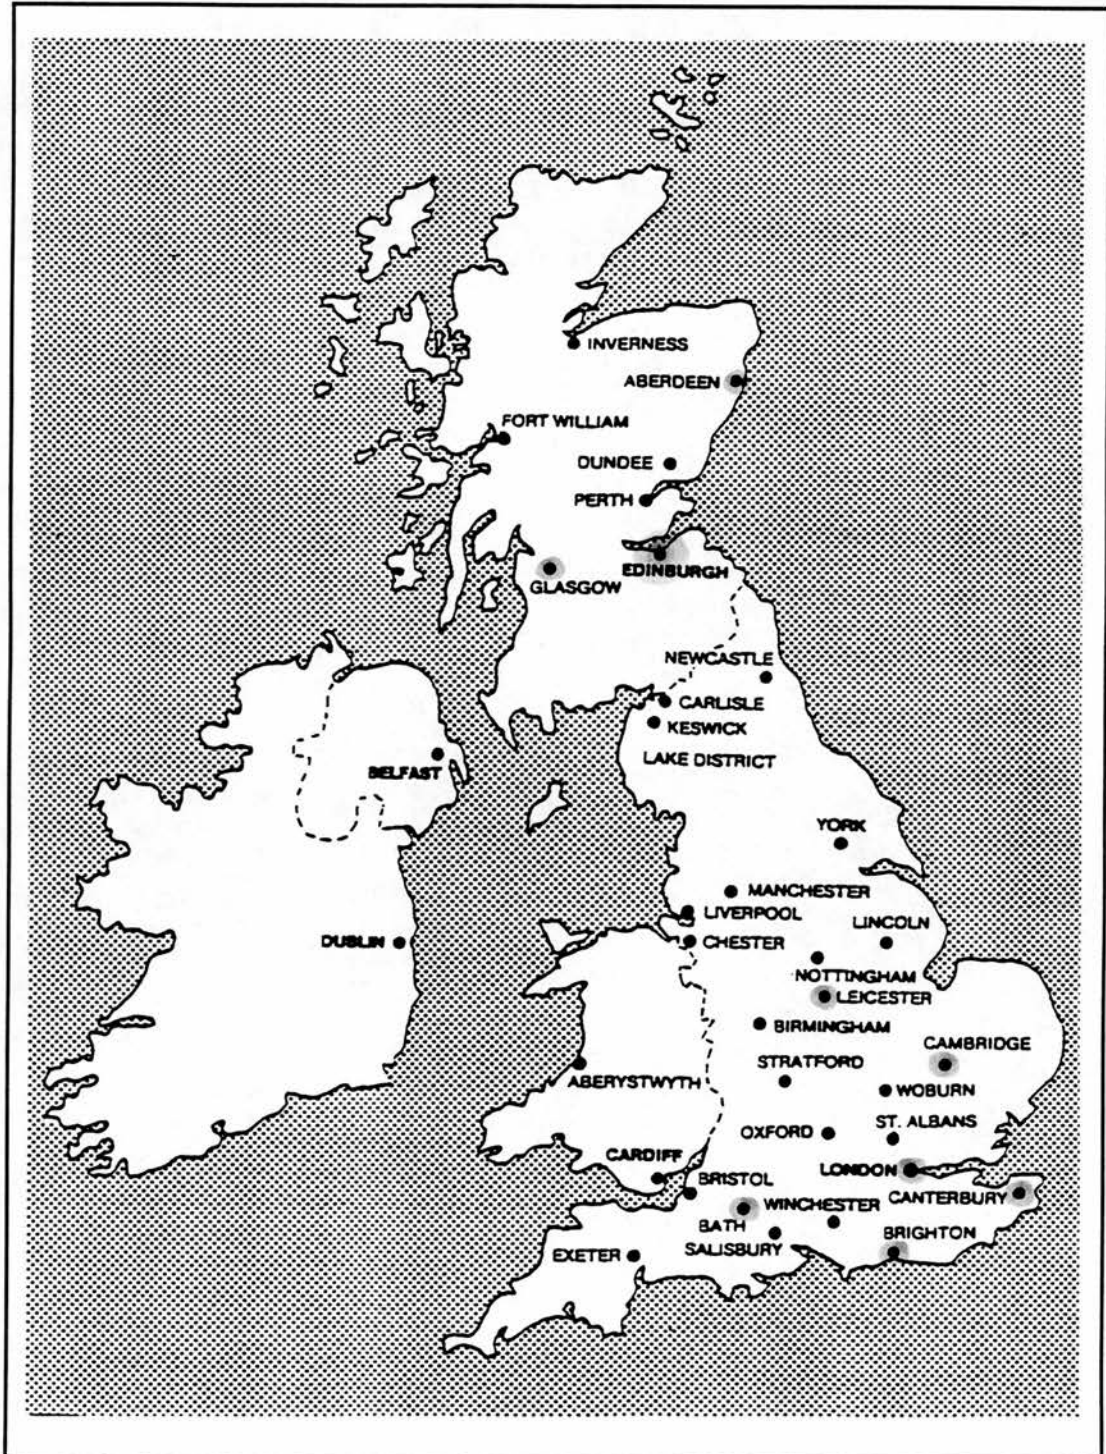 INVERNESS
ABERDEEN
FORT WILLIAM
DUNDEE
PERTH
EDINBURGH
GLASGOW
NEWCASTLE
CARLISLE
KESWICK
LAKE DISTRICT
BELFAST
YORK
MANCHESTER
LIVERPOOL
LINCOLN
DUBLIN
CHESTER
NOTTINGHAM
LEICESTER
BIRMINGHAM
CAMBRIDGE
STRATFORD
ABERYSTWYTH
WOBURN
ST. ALBANS
OXFORD
CARDIFF
LONDON
BRISTOL
CANTERBURY
WINCHESTER
BATH
BRIGHTON
SALISBURY
EXETER